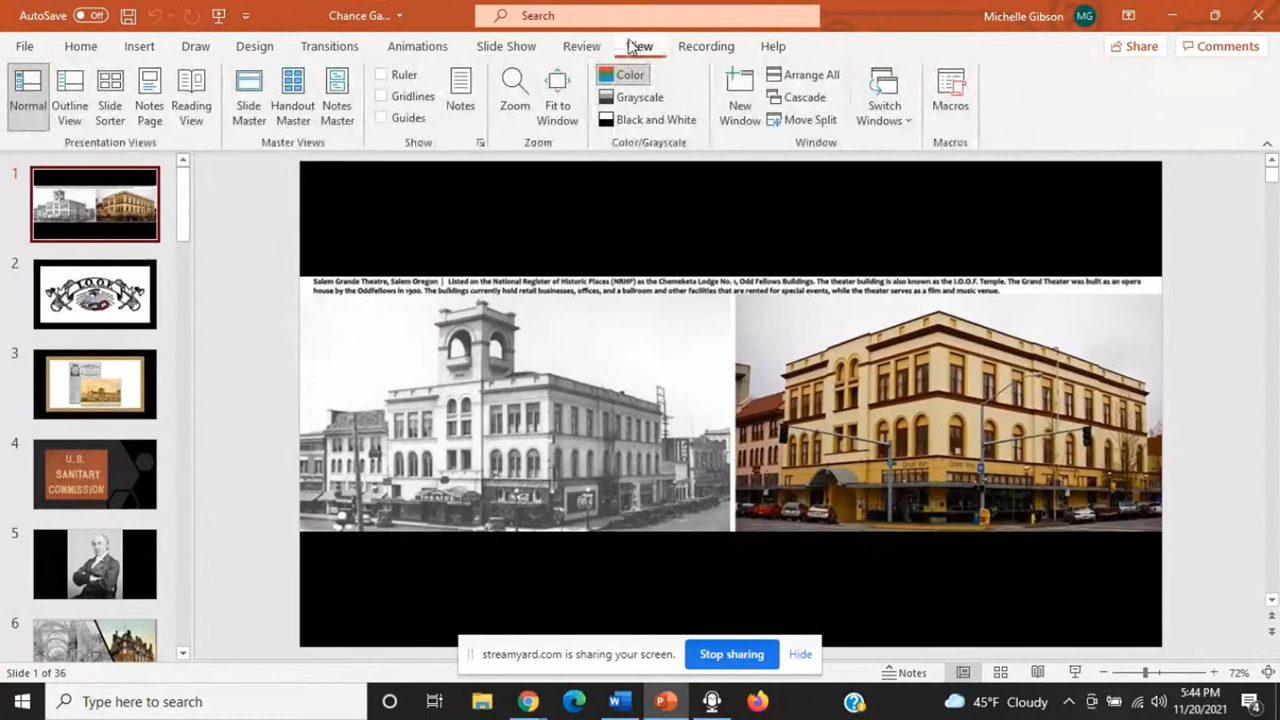 AutoSave Off Chance Ga... Search Michelle Gibson MG
File Home Insert Draw Design Transitions Animations Slide Show Review View Recording Help Share Comments
Normal
Outline View
Slide Sorter
Notes Page
Reading View
Presentation Views
Slide Master
Handout Master
Notes Master
Master Views
Ruler
Gridlines
Guides
Notes
Show
Zoom
Fit to Window
Zoom
Color
Grayscale
Black and White
Color/Grayscale
New Window
Arrange All
Cascade
Move Split
Switch Windows
Window
Macros
Macros
1
2
I.O.O.F.
3
4
U.S.
SANITARY
COMMISSION
5
6
Salem Grande Theatre, Salem Oregon | Listed on the National Register of Historic Places (NRHP) as the Chemeketa Lodge No. 1, Odd Fellows Buildings. The theater building is also known as the I.O.O.F. Temple. The Grand Theater was built as an opera
house by the Oddfellows in 1900. The buildings currently hold retail businesses, offices, and a ballroom and other facilities that are rented for special events, while the theater serves as a film and music venue.
streamyard.com is sharing your screen. Stop sharing Hide
Slide 1 of 36 Notes 72%
Type here to search 45°F Cloudy 5:44 PM
11/20/2021 4